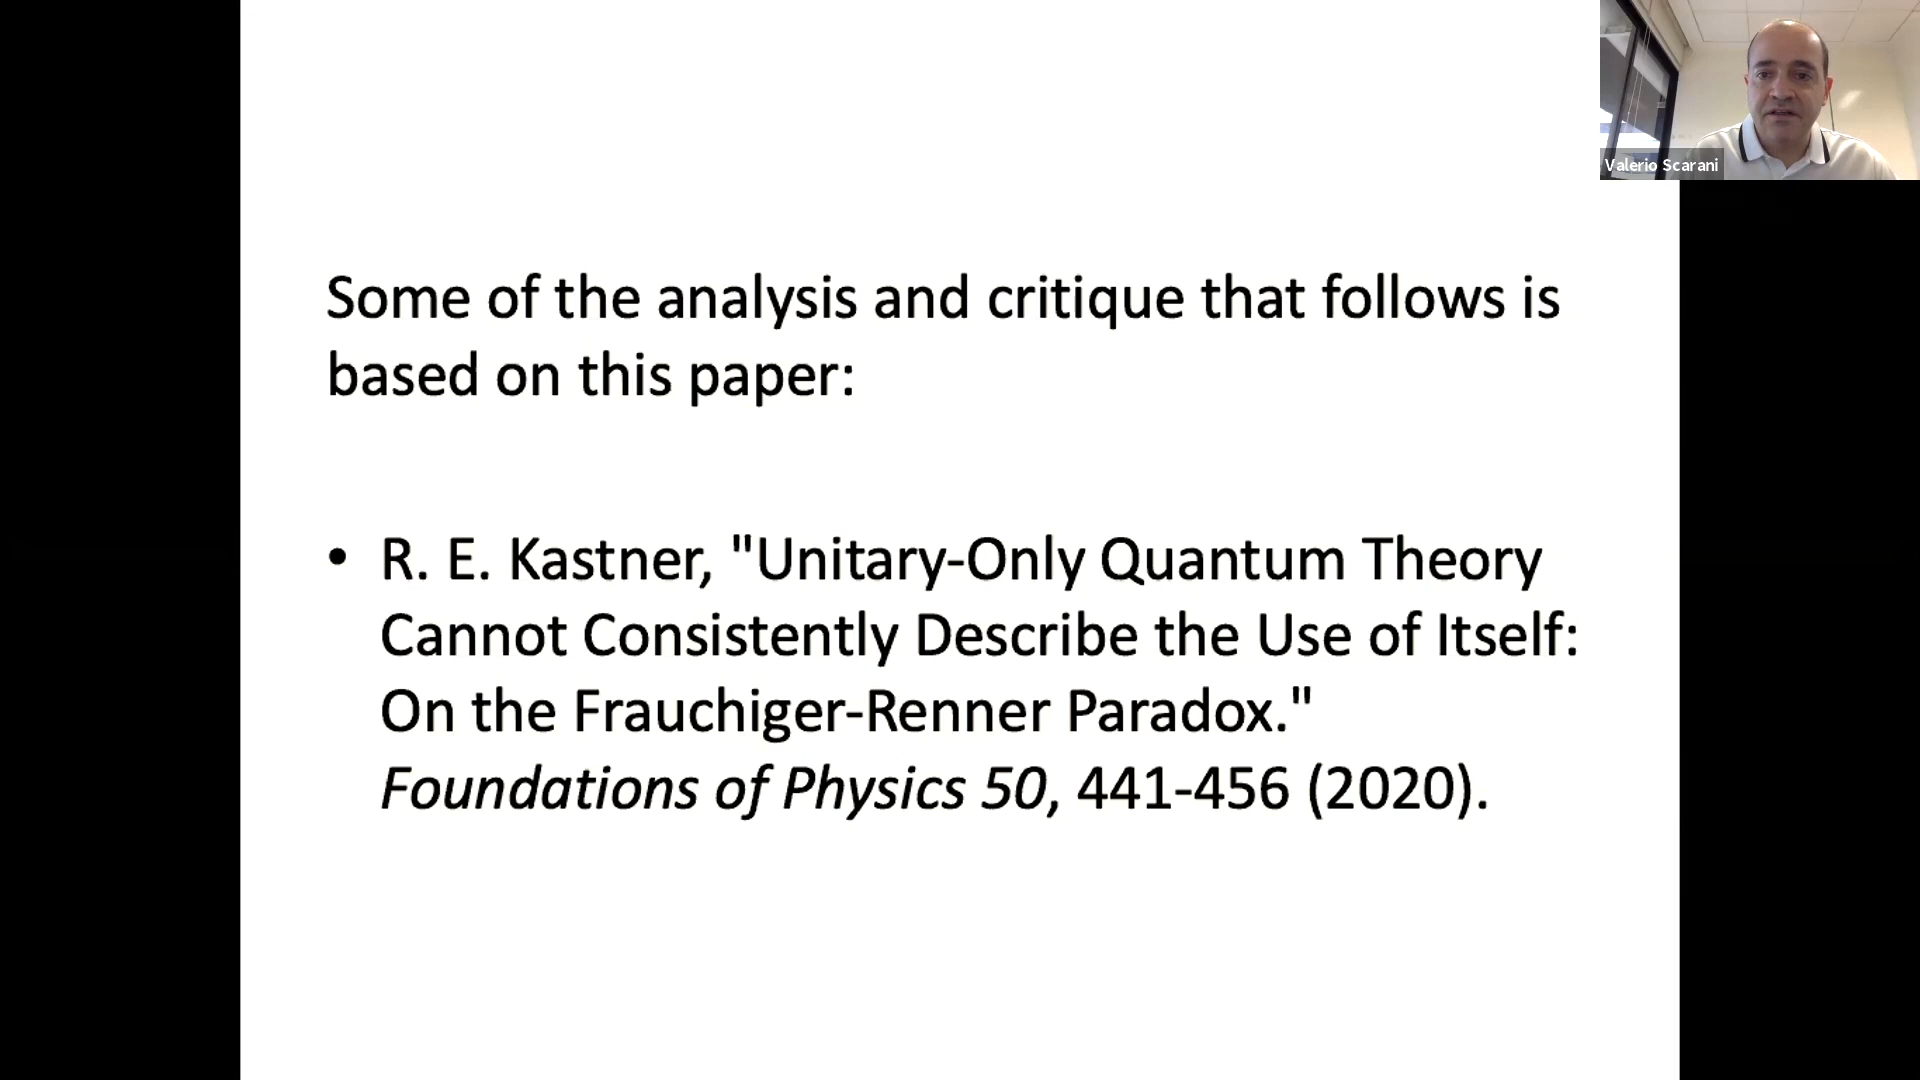 Valerio Scarani
Some of the analysis and critique that follows is
based on this paper:
• R. E. Kastner, "Unitary-Only Quantum Theory
Cannot Consistently Describe the Use of Itself:
On the Frauchiger-Renner Paradox."
Foundations of Physics 50, 441-456 (2020).